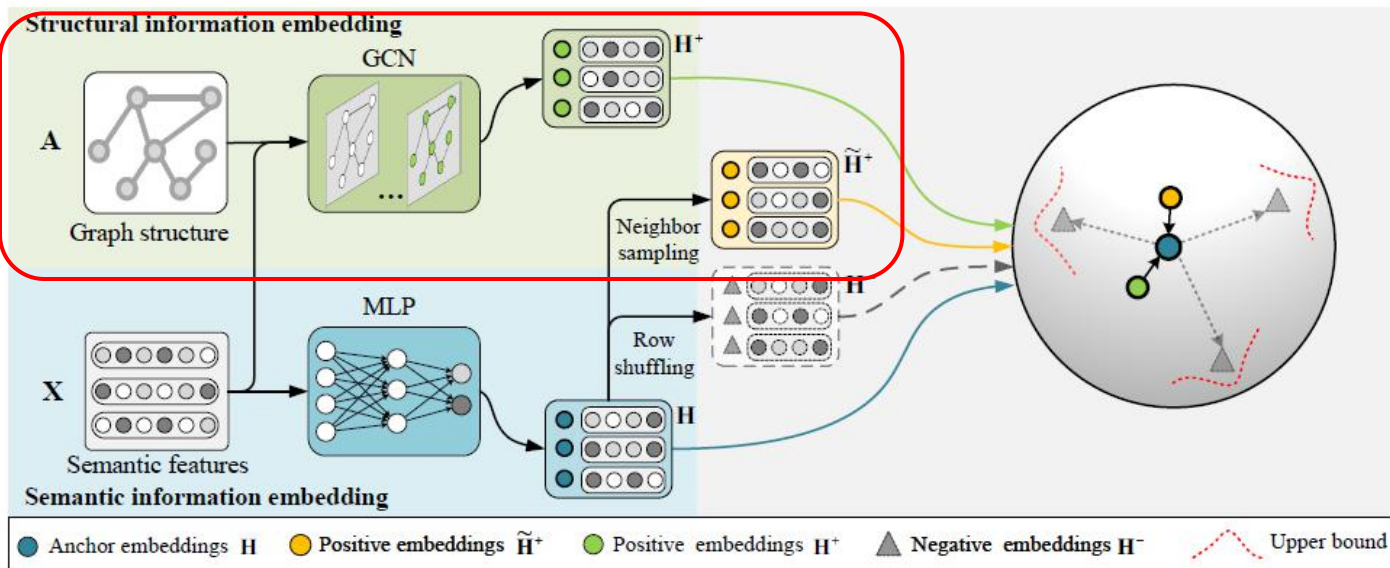 Structural information embedding
GCN
H⁺
A
Graph structure
H̃⁺
Neighbor
sampling
H
MLP
Row
shuffling
X
H
Semantic features
Semantic information embedding
Anchor embeddings H
Positive embeddings H̃⁺
Positive embeddings H⁺
Negative embeddings H⁻
Upper bound